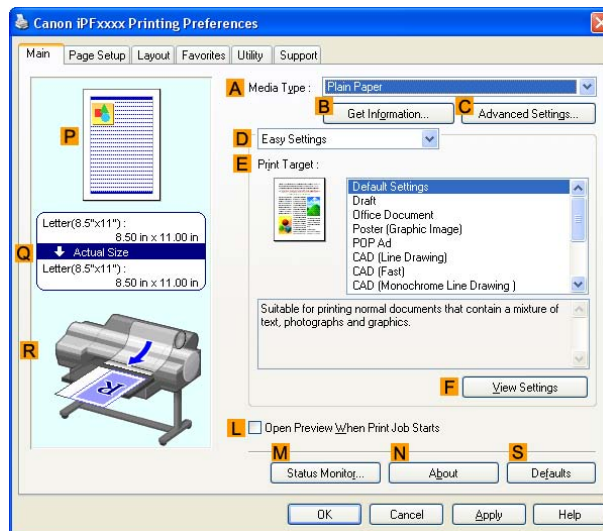 Canon iPFxxxx Printing Preferences
Main Page Setup Layout Favorites Utility Support
A Media Type : Plain Paper
B Get Information... C Advanced Settings...
D Easy Settings
E Print Target :
Default Settings
Draft
Office Document
Poster (Graphic Image)
POP Ad
CAD (Line Drawing)
CAD (Fast)
CAD (Monochrome Line Drawing )
Suitable for printing normal documents that contain a mixture of
text, photographs and graphics.
F View Settings
P
Letter(8.5"x11") :
8.50 in x 11.00 in
Q Actual Size
Letter(8.5"x11") :
8.50 in x 11.00 in
R
R
L Open Preview When Print Job Starts
M N S
Status Monitor... About Defaults
OK Cancel Apply Help